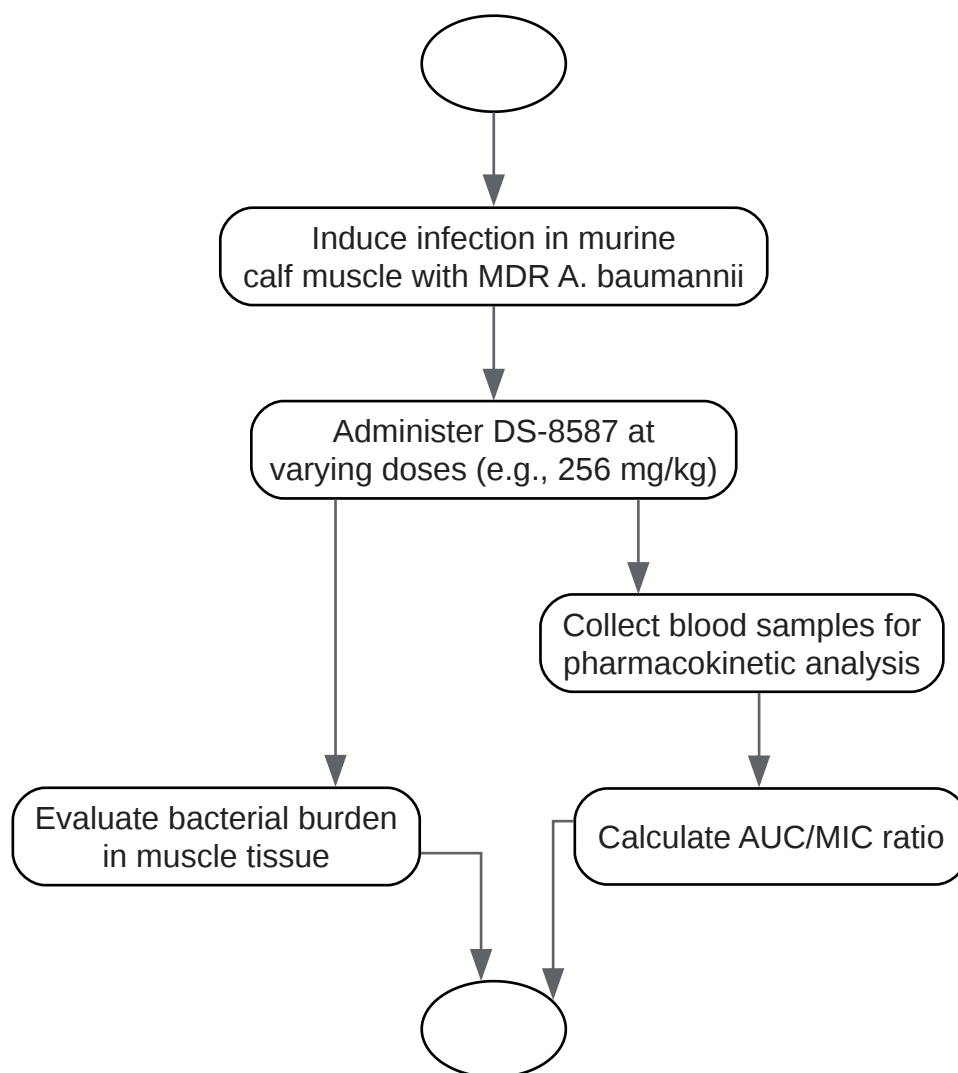 Induce infection in murine
calf muscle with MDR A. baumannii
Administer DS-8587 at
varying doses (e.g., 256 mg/kg)
Collect blood samples for
pharmacokinetic analysis
Evaluate bacterial burden
in muscle tissue
Calculate AUC/MIC ratio